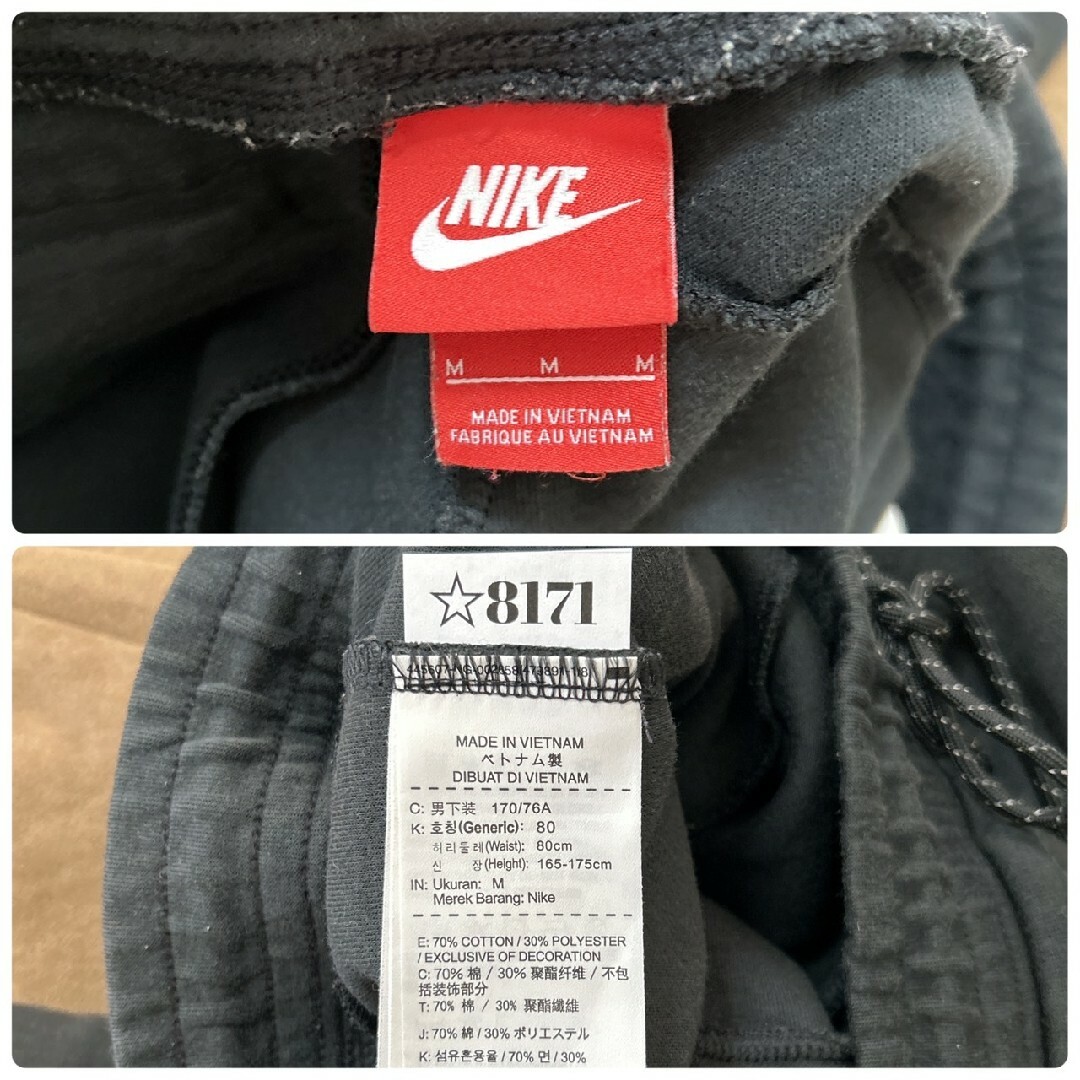 NIKE
M M M
MADE IN VIETNAM
FABRIQUE AU VIETNAM
☆8171
MADE IN VIETNAM
ベトナム製
DIBUAT DI VIETNAM
C: 男下装 170/76A
K: 호칭(Generic): 80
허리둘레(Waist): 80cm
신 장(Height): 165-175cm
IN: Ukuran: M
Merek Barang: Nike
E: 70% COTTON / 30% POLYESTER
/ EXCLUSIVE OF DECORATION
C: 70% 棉 / 30% 聚酯纤维 / 不包
括装饰部分
T: 70% 棉 / 30% 聚酯纖維
J: 70% 綿 / 30% ポリエステル
K: 섬유혼용율 / 70% 면 / 30%